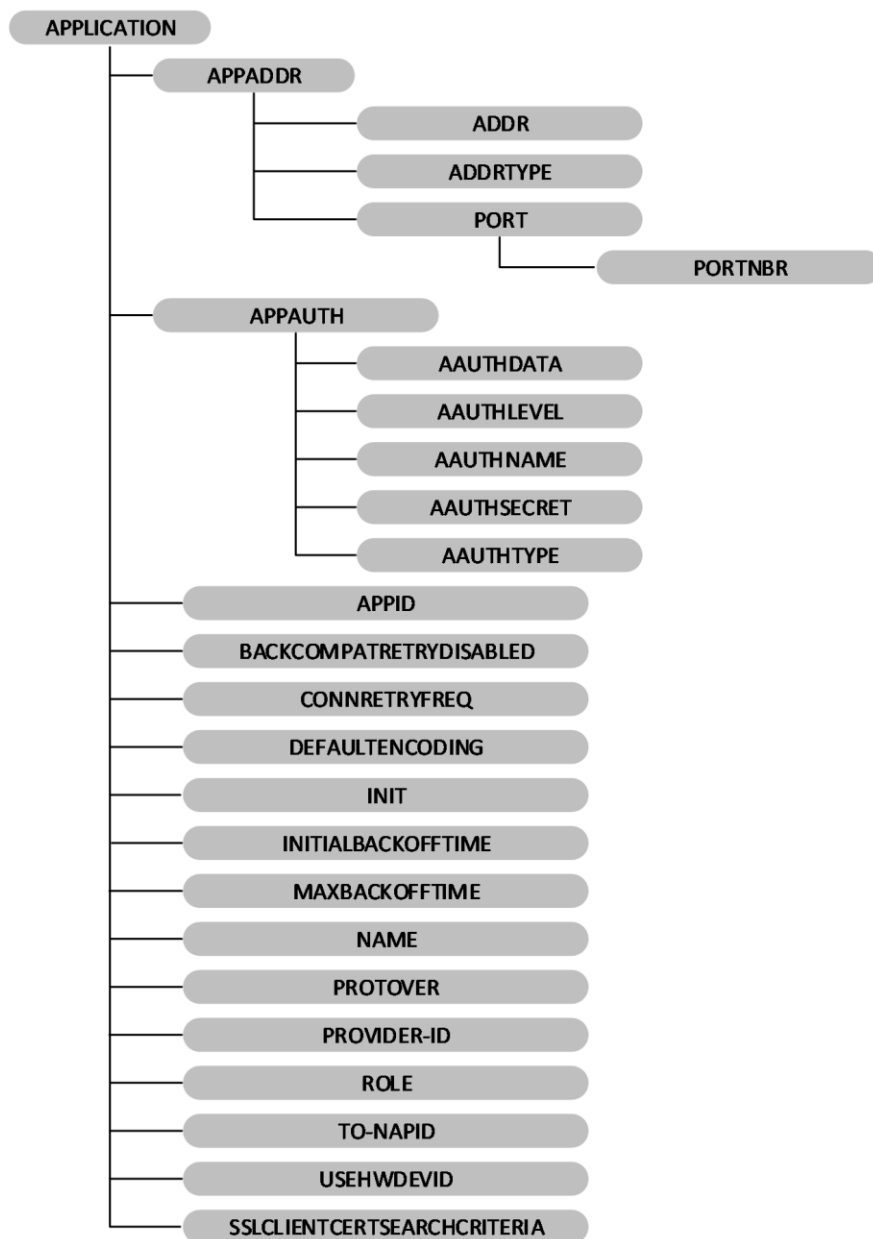 APPLICATION
APPADDR
ADDR
ADDRTYPE
PORT
PORTNBR
APPAUTH
AAUTHDATA
AAUTHLEVEL
AAUTHNAME
AAUTHSECRET
AAUTHTYPE
APPID
BACKCOMPATRETRYDISABLED
CONNRETRYFREQ
DEFAULTENCODING
INIT
INITIALBACKOFFTIME
MAXBACKOFFTIME
NAME
PROTOVER
PROVIDER-ID
ROLE
TO-NAPID
USEHWDEVID
SSLCLIENTCERTSEARCHCRITERIA